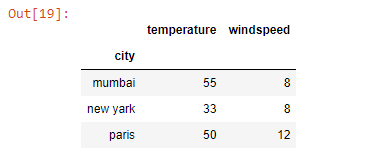 Out[19]:
temperature windspeed
city
mumbai 55 8
new yark 33 8
paris 50 12